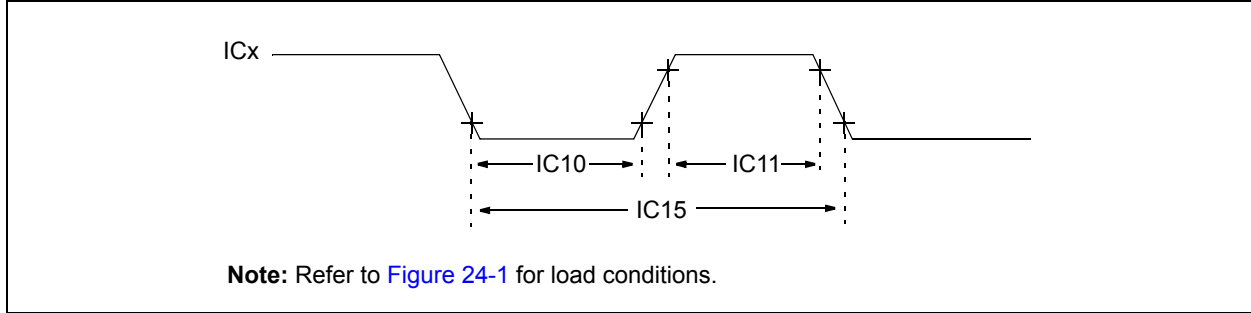 ICx
IC10
IC11
IC15
Note: Refer to Figure 24-1 for load conditions.